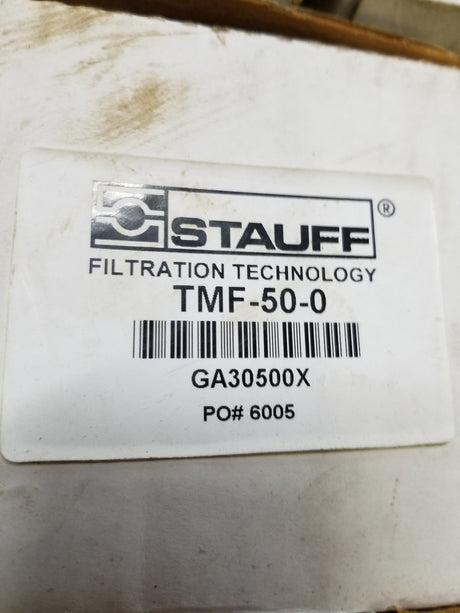 STAUFF®
FILTRATION TECHNOLOGY
TMF-50-0
GA30500X
PO# 6005